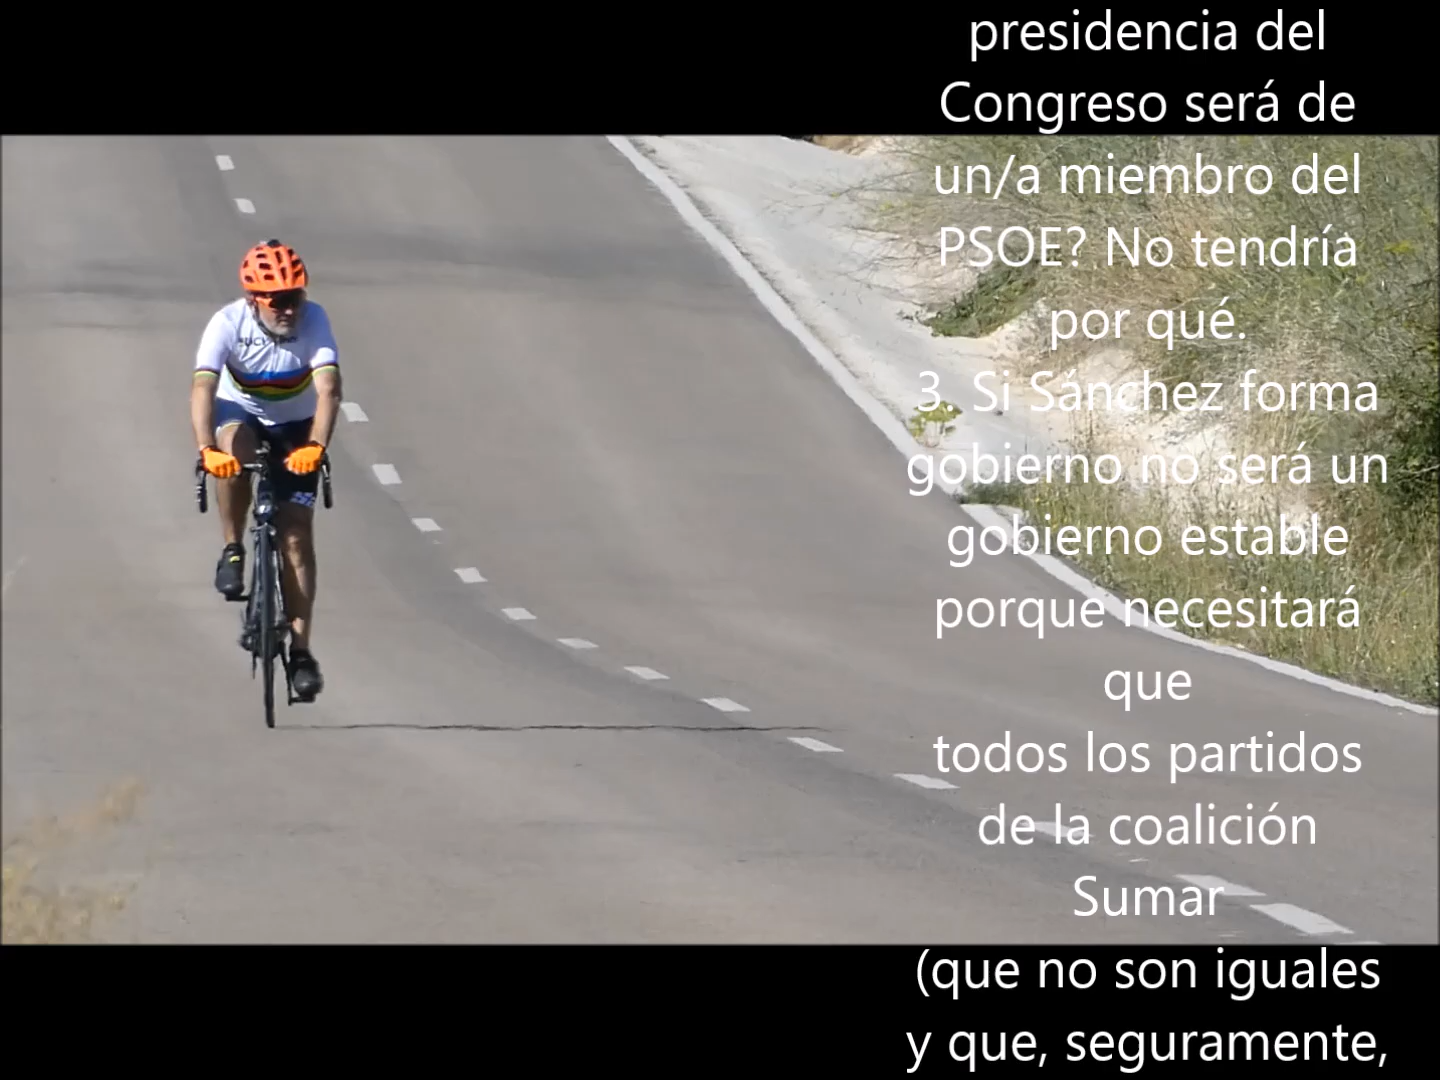 presidencia del
Congreso será de
un/a miembro del
PSOE? No tendría
por qué.
3. Si Sánchez forma
gobierno no será un
gobierno estable
porque necesitará
que
todos los partidos
de la coalición
Sumar
(que no son iguales
y que, seguramente,